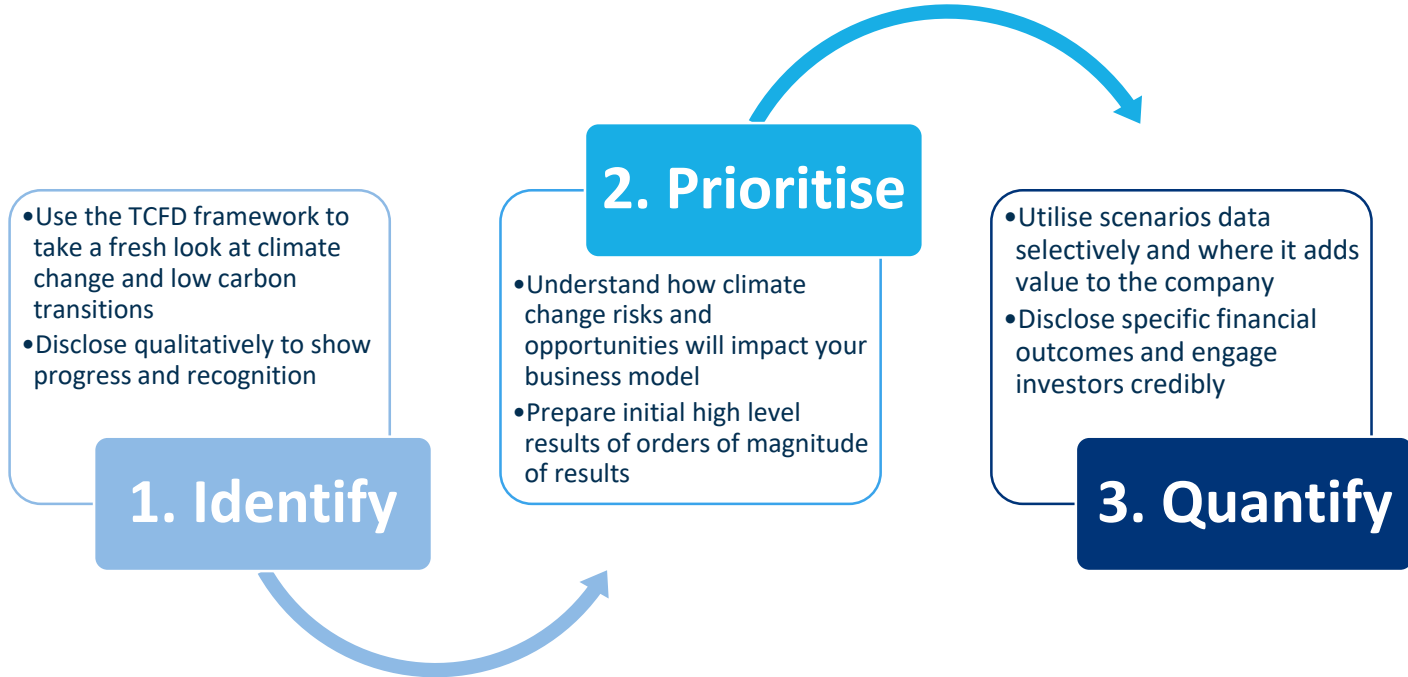 •Use the TCFD framework to
take a fresh look at climate
change and low carbon
transitions
•Disclose qualitatively to show
progress and recognition
1. Identify
2. Prioritise
•Understand how climate
change risks and
opportunities will impact your
business model
•Prepare initial high level
results of orders of magnitude
of results
•Utilise scenarios data
selectively and where it adds
value to the company
•Disclose specific financial
outcomes and engage
investors credibly
3. Quantify